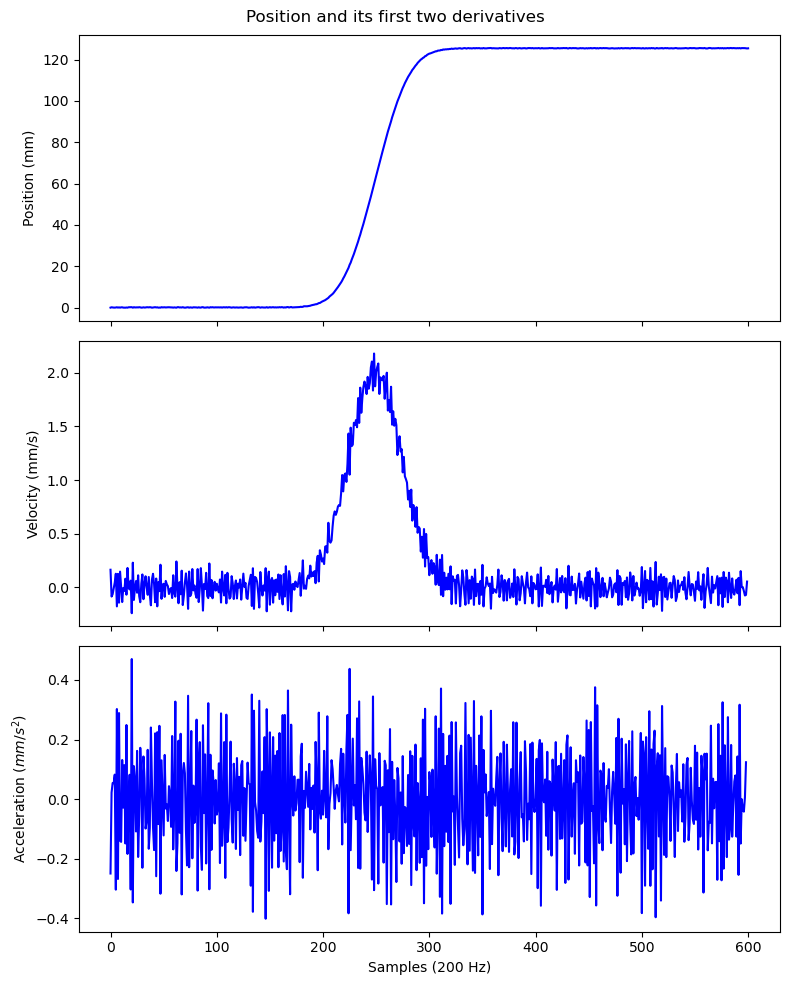 Position and its first two derivatives
120
100
80
60
40
20
0
Position (mm)
2.0
1.5
1.0
0.5
0.0
Velocity (mm/s)
0.4
0.2
0.0
−0.2
−0.4
Acceleration (mm/s²)
0 100 200 300 400 500 600
Samples (200 Hz)